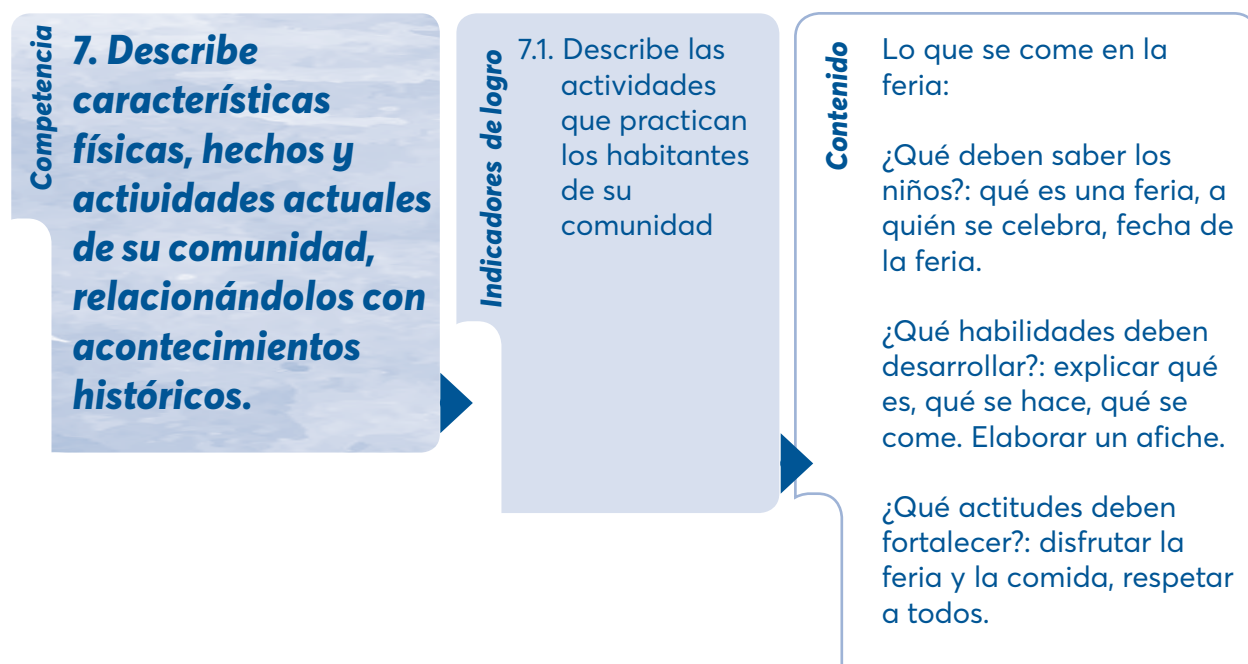 Competencia
7. Describe
características
físicas, hechos y
actividades actuales
de su comunidad,
relacionándolos con
acontecimientos
históricos.
Indicadores de logro
7.1. Describe las
actividades
que practican
los habitantes
de su
comunidad
Contenido
Lo que se come en la
feria:
¿Qué deben saber los
niños?: qué es una feria, a
quién se celebra, fecha de
la feria.
¿Qué habilidades deben
desarrollar?: explicar qué
es, qué se hace, qué se
come. Elaborar un afiche.
¿Qué actitudes deben
fortalecer?: disfrutar la
feria y la comida, respetar
a todos.